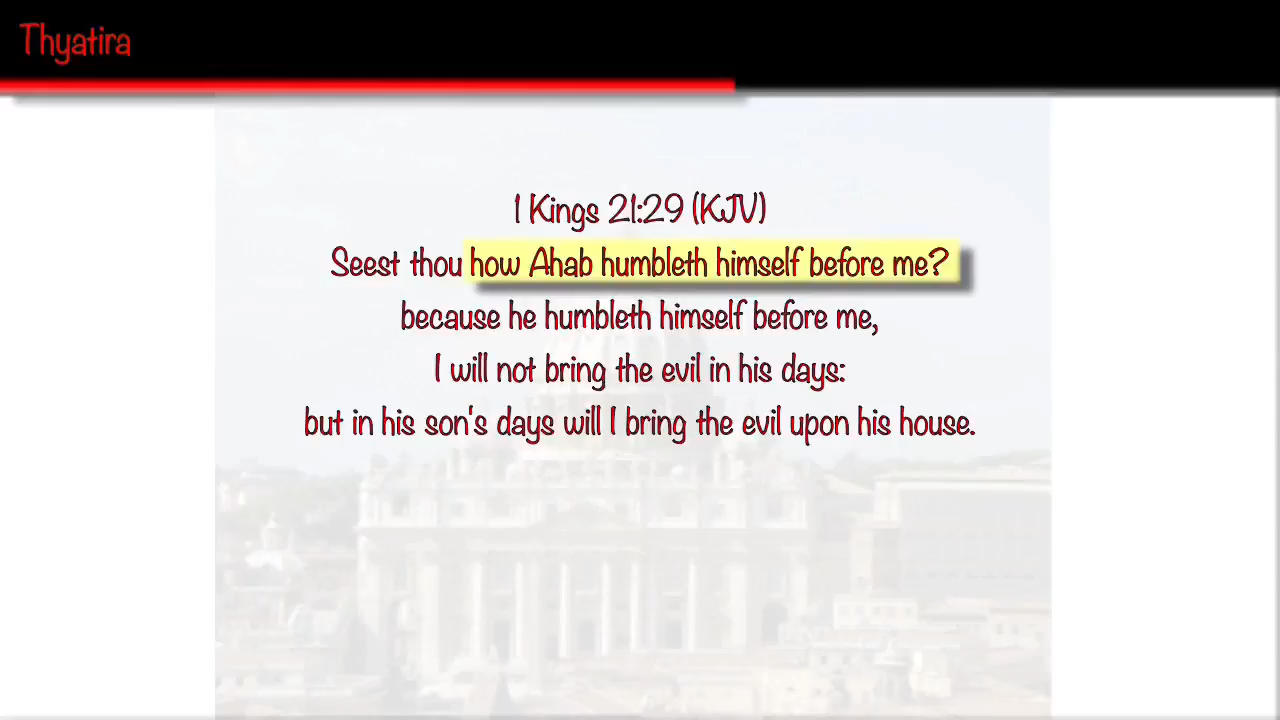 Thyatira
1 Kings 21:29 (KJV)
Seest thou how Ahab humbleth himself before me?
because he humbleth himself before me,
I will not bring the evil in his days:
but in his son's days will I bring the evil upon his house.